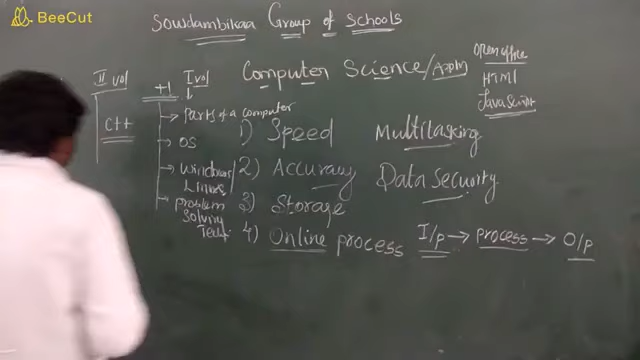 BeeCut
Sowdambikaa Group of Schools
II vol
C++
+1 I vol
Parts of a computer
OS
Windows/
Linux
problem
Solving
Tech
Computer Science/Appln
Open office
HTML
JavaScript
1) Speed
2) Accuracy
3) Storage
4) Online process
Multitasking
Data Security
I/p → process → O/p